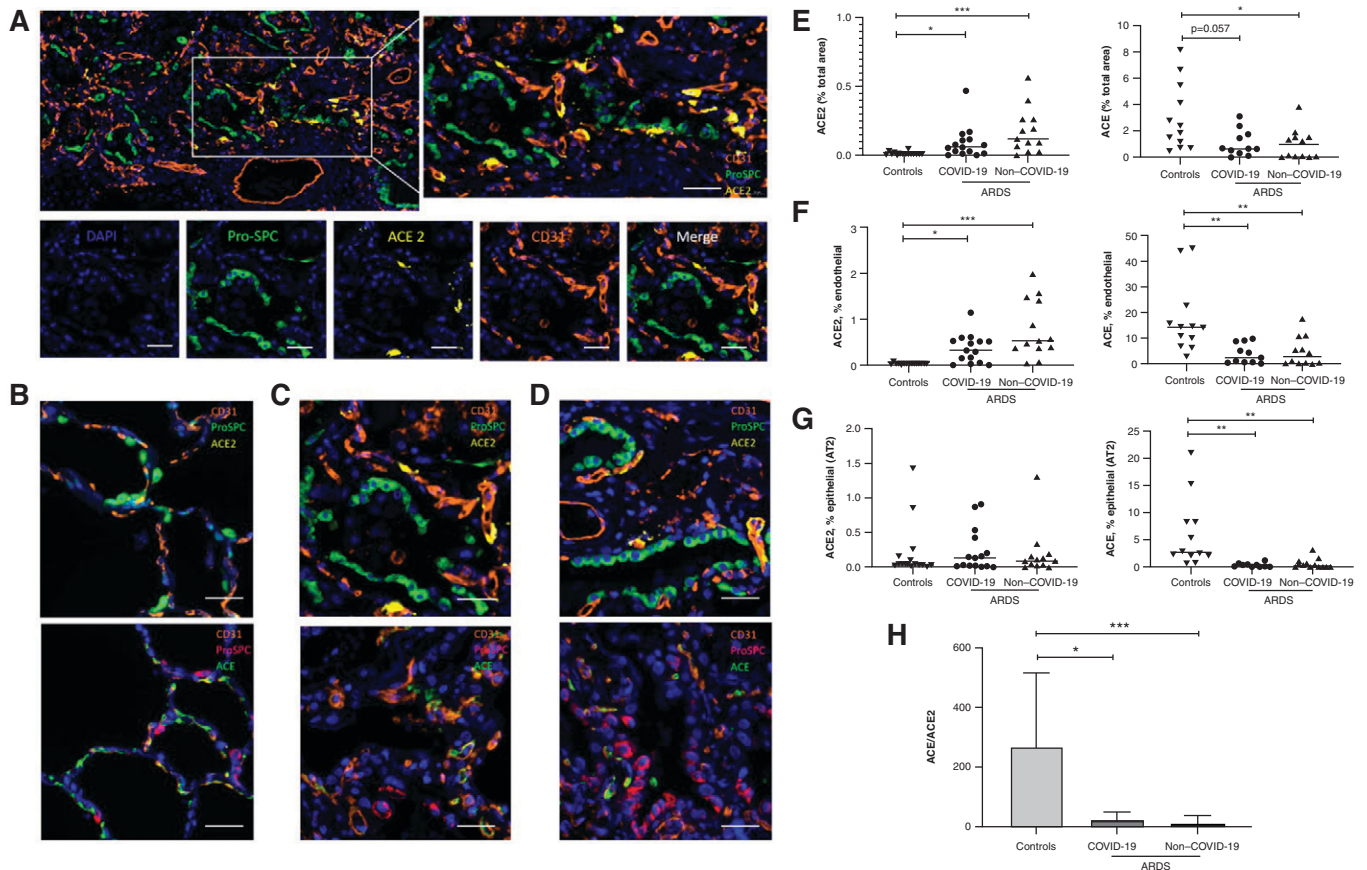 A
CD31
ProSPC
ACE2
DAPI
Pro-SPC
ACE 2
CD31
Merge
B
CD31
ProSPC
ACE2
CD31
ProSPC
ACE
C
CD31
ProSPC
ACE2
CD31
ProSPC
ACE
D
CD31
ProSPC
ACE2
CD31
ProSPC
ACE
E
ACE2 (% total area)
1.0
0.5
0.0
*
***
Controls
COVID-19
Non–COVID-19
ARDS
ACE (% total area)
10
8
6
4
2
0
*
p=0.057
Controls
COVID-19
Non–COVID-19
ARDS
F
ACE2, % endothelial
3
2
1
0
***
*
Controls
COVID-19
Non–COVID-19
ARDS
ACE, % endothelial
50
40
30
20
10
0
**
**
Controls
COVID-19
Non–COVID-19
ARDS
G
ACE2, % epithelial (AT2)
2.0
1.5
1.0
0.5
0.0
Controls
COVID-19
Non–COVID-19
ARDS
ACE, % epithelial (AT2)
25
20
15
10
5
0
**
**
Controls
COVID-19
Non–COVID-19
ARDS
H
ACE/ACE2
600
400
200
0
***
*
Controls
COVID-19
Non–COVID-19
ARDS